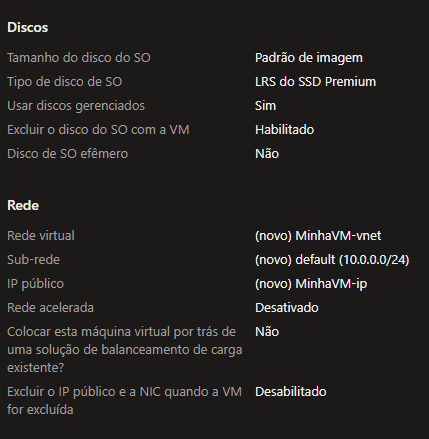 Discos
Tamanho do disco do SO Padrão de imagem
Tipo de disco de SO LRS do SSD Premium
Usar discos gerenciados Sim
Excluir o disco do SO com a VM Habilitado
Disco de SO efêmero Não
Rede
Rede virtual (novo) MinhaVM-vnet
Sub-rede (novo) default (10.0.0.0/24)
IP público (novo) MinhaVM-ip
Rede acelerada Desativado
Colocar esta máquina virtual por trás de Não
uma solução de balanceamento de carga
existente?
Excluir o IP público e a NIC quando a VM Desabilitado
for excluída